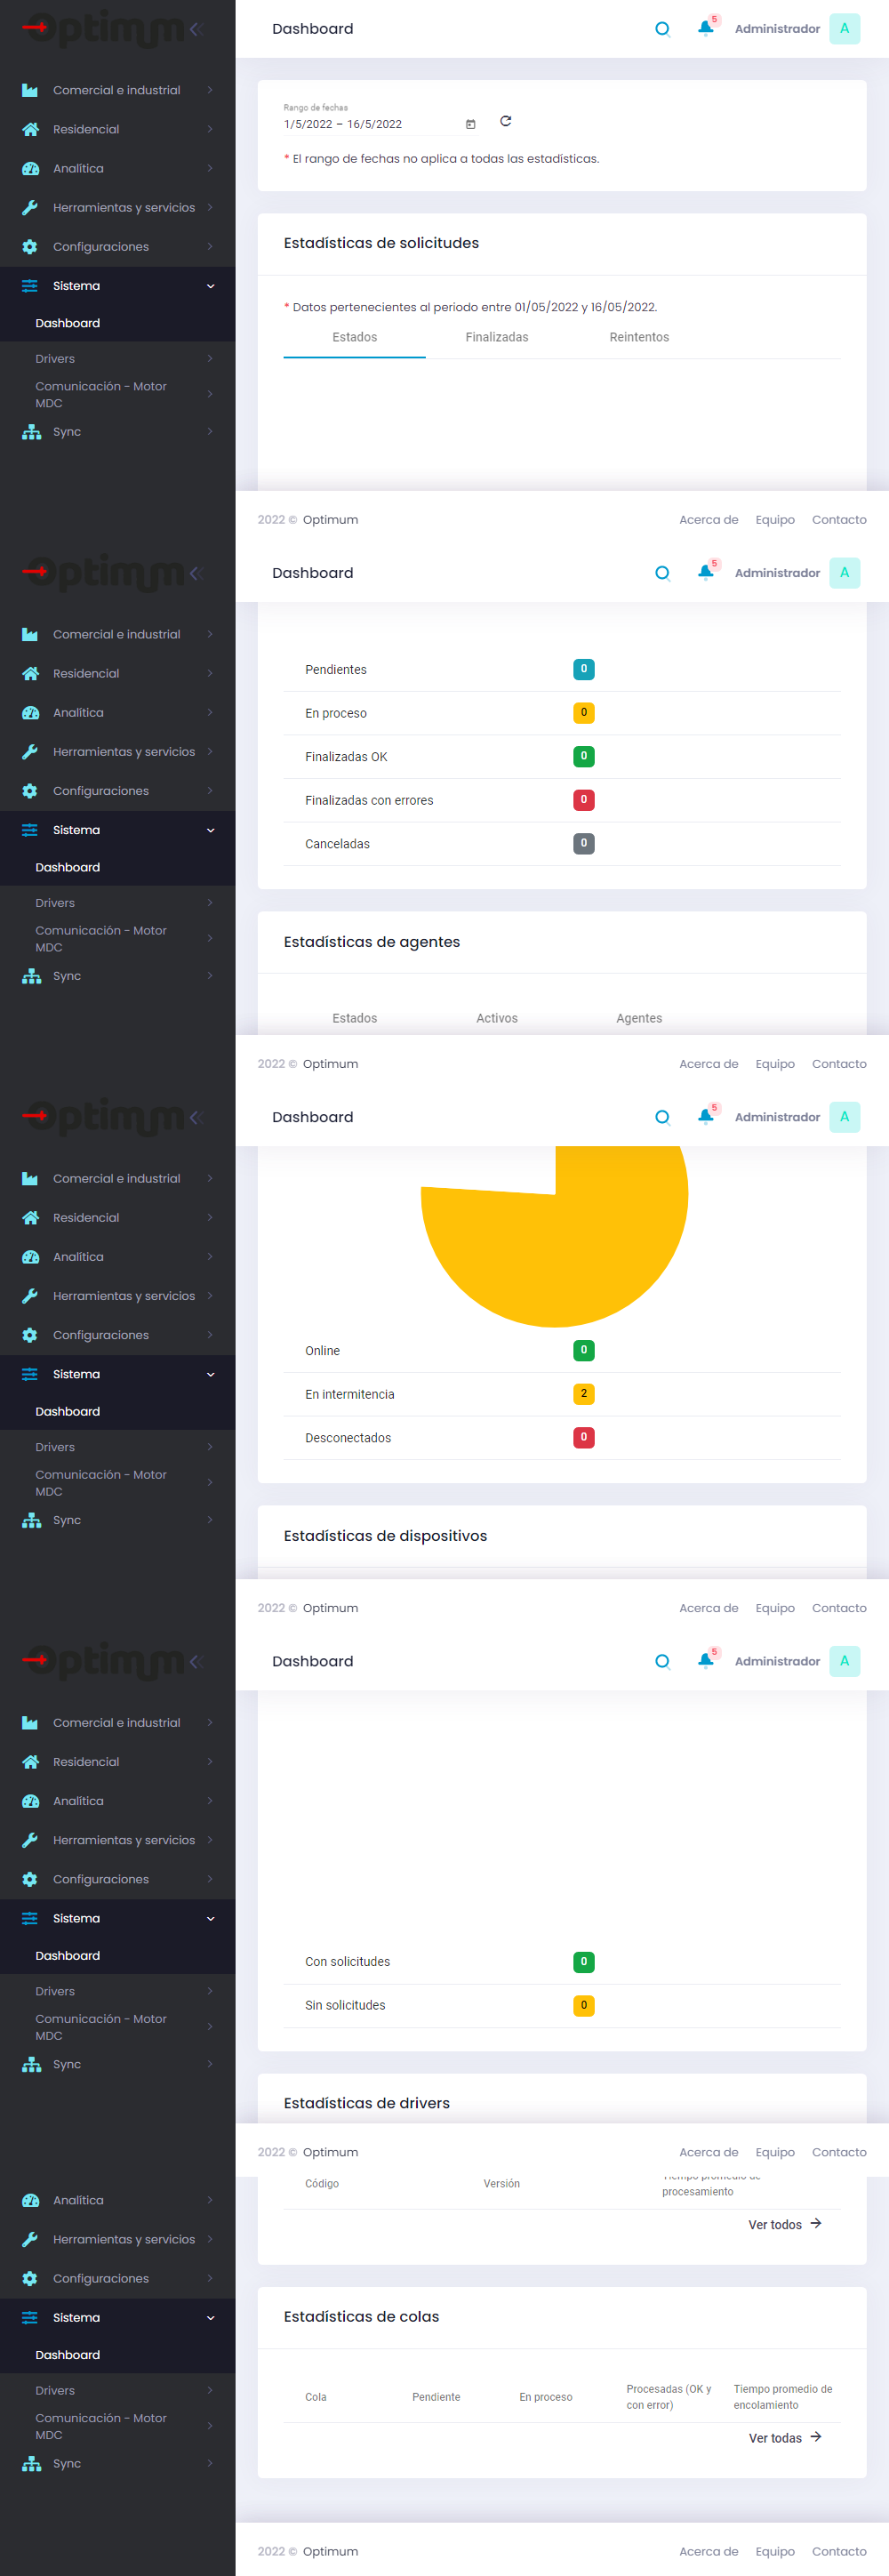 Optimum
Dashboard
5
Administrador
A
Comercial e industrial
Residencial
Analítica
Herramientas y servicios
Configuraciones
Sistema
Dashboard
Drivers
Comunicación - Motor
MDC
Sync
Rango de fechas
1/5/2022 – 16/5/2022
* El rango de fechas no aplica a todas las estadísticas.
Estadísticas de solicitudes
* Datos pertenecientes al periodo entre 01/05/2022 y 16/05/2022.
Estados Finalizadas Reintentos
2022 © Optimum
Acerca de Equipo Contacto
Optimum
Dashboard
5
Administrador
A
Comercial e industrial
Residencial
Analítica
Herramientas y servicios
Configuraciones
Sistema
Dashboard
Drivers
Comunicación - Motor
MDC
Sync
Pendientes 0
En proceso 0
Finalizadas OK 0
Finalizadas con errores 0
Canceladas 0
Estadísticas de agentes
Estados Activos Agentes
2022 © Optimum
Acerca de Equipo Contacto
Optimum
Dashboard
5
Administrador
A
Comercial e industrial
Residencial
Analítica
Herramientas y servicios
Configuraciones
Sistema
Dashboard
Drivers
Comunicación - Motor
MDC
Sync
Online 0
En intermitencia 2
Desconectados 0
Estadísticas de dispositivos
2022 © Optimum
Acerca de Equipo Contacto
Optimum
Dashboard
5
Administrador
A
Comercial e industrial
Residencial
Analítica
Herramientas y servicios
Configuraciones
Sistema
Dashboard
Drivers
Comunicación - Motor
MDC
Sync
Con solicitudes 0
Sin solicitudes 0
Estadísticas de drivers
2022 © Optimum
Acerca de Equipo Contacto
Analítica
Herramientas y servicios
Configuraciones
Sistema
Dashboard
Drivers
Comunicación - Motor
MDC
Sync
Código Versión Tiempo promedio de
procesamiento
Ver todos
Estadísticas de colas
Cola Pendiente En proceso Procesadas (OK y
con error) Tiempo promedio de
encolamiento
Ver todas
2022 © Optimum
Acerca de Equipo Contacto